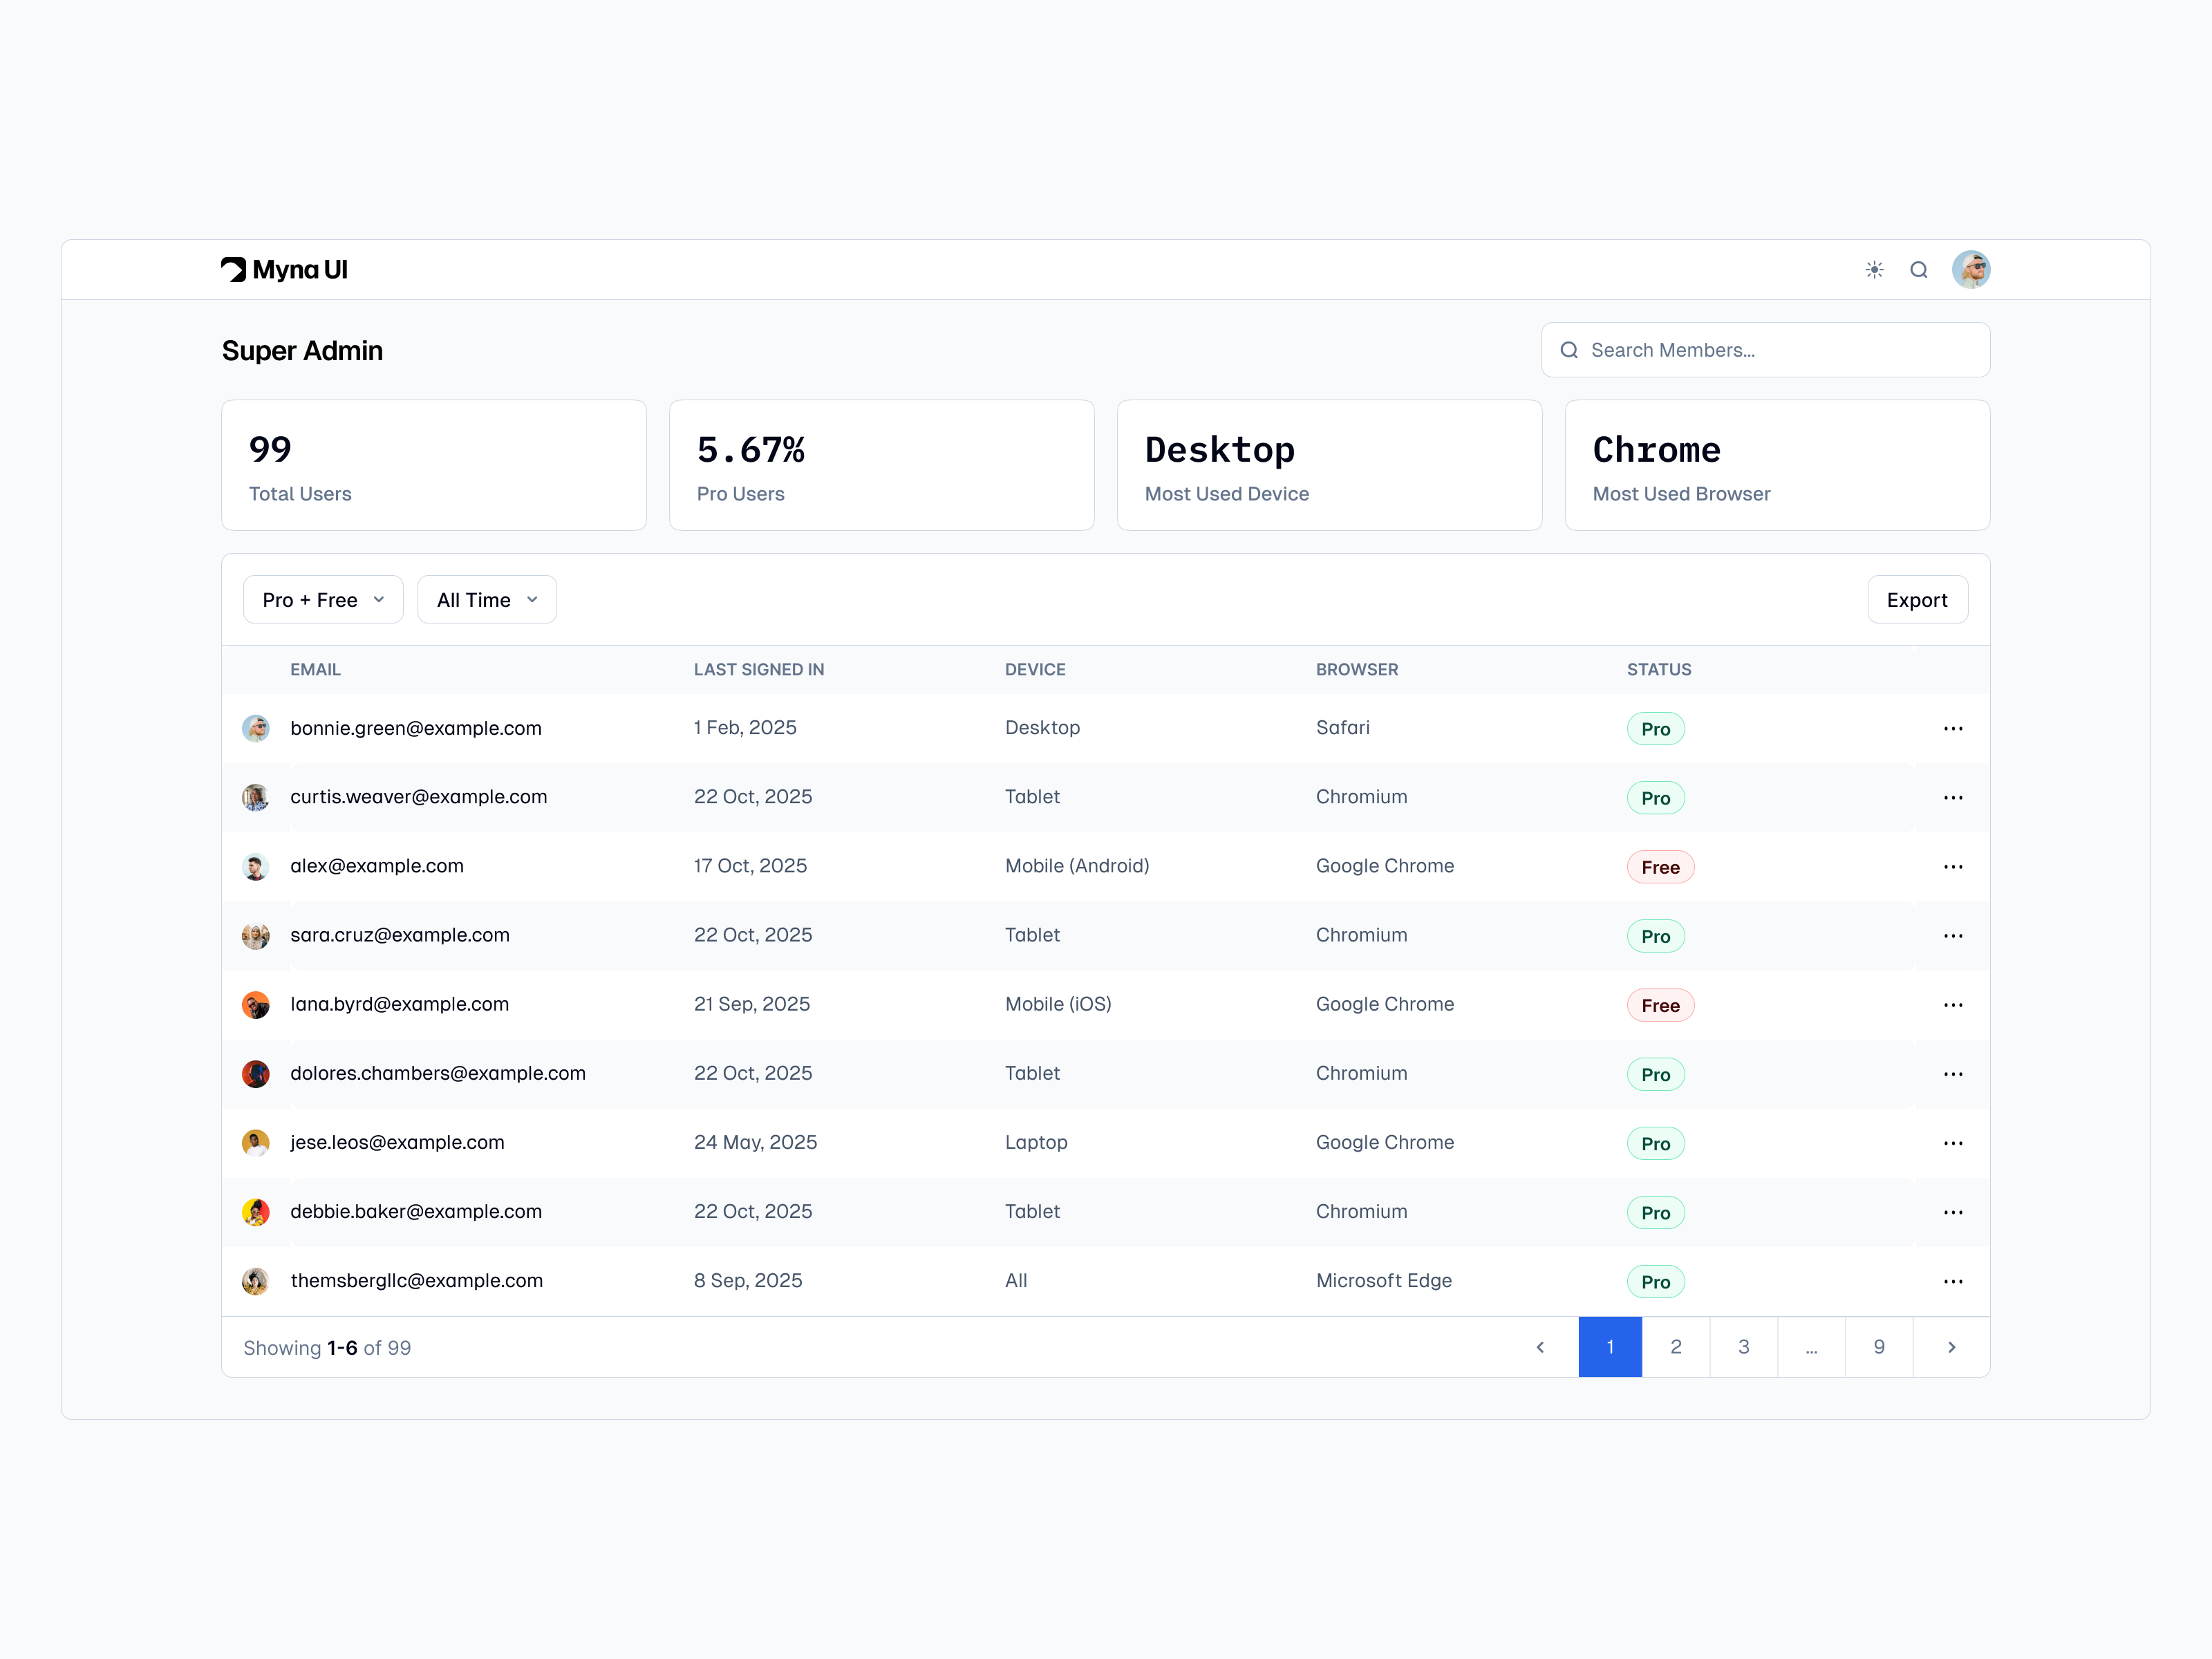 Myna UI
Super Admin
Search Members...
99
Total Users
5.67%
Pro Users
Desktop
Most Used Device
Chrome
Most Used Browser
Pro + Free
All Time
Export
EMAIL LAST SIGNED IN DEVICE BROWSER STATUS
bonnie.green@example.com 1 Feb, 2025 Desktop Safari Pro
curtis.weaver@example.com 22 Oct, 2025 Tablet Chromium Pro
alex@example.com 17 Oct, 2025 Mobile (Android) Google Chrome Free
sara.cruz@example.com 22 Oct, 2025 Tablet Chromium Pro
lana.byrd@example.com 21 Sep, 2025 Mobile (iOS) Google Chrome Free
dolores.chambers@example.com 22 Oct, 2025 Tablet Chromium Pro
jese.leos@example.com 24 May, 2025 Laptop Google Chrome Pro
debbie.baker@example.com 22 Oct, 2025 Tablet Chromium Pro
themsbergllc@example.com 8 Sep, 2025 All Microsoft Edge Pro
Showing 1-6 of 99
1 2 3 ... 9